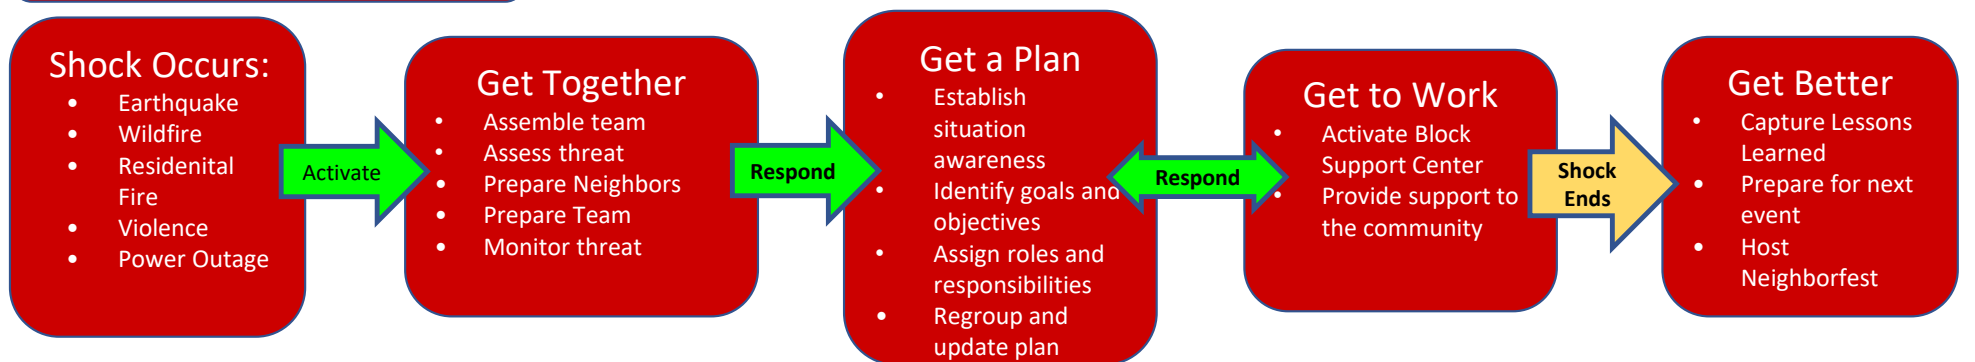 Shock Occurs:
• Earthquake
• Wildfire
• Residenital
Fire
• Violence
• Power Outage
Activate
Get Together
• Assemble team
• Assess threat
• Prepare Neighbors
• Prepare Team
• Monitor threat
Respond
Get a Plan
• Establish
situation
awareness
• Identify goals and
objectives
• Assign roles and
responsibilities
• Regroup and
update plan
Respond
Get to Work
• Activate Block
Support Center
• Provide support to
the community
Shock
Ends
Get Better
• Capture Lessons
Learned
• Prepare for next
event
• Host
Neighborfest